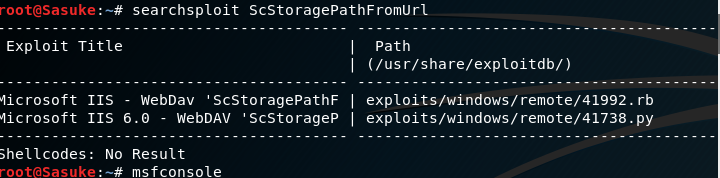 root@Sasuke:~# searchsploit ScStoragePathFromUrl
---------------------------------------- ----------------------------------------
Exploit Title | Path
| (/usr/share/exploitdb/)
---------------------------------------- ----------------------------------------
Microsoft IIS - WebDav 'ScStoragePathF | exploits/windows/remote/41992.rb
Microsoft IIS 6.0 - WebDAV 'ScStorageP | exploits/windows/remote/41738.py
---------------------------------------- ----------------------------------------
Shellcodes: No Result
root@Sasuke:~# msfconsole